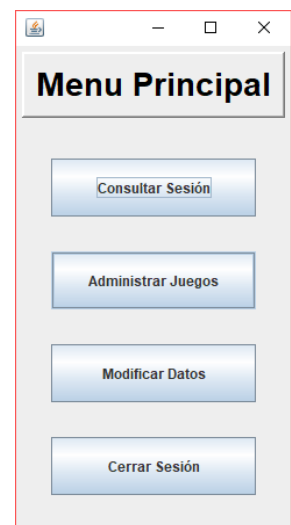 Menu Principal
Consultar Sesión
Administrar Juegos
Modificar Datos
Cerrar Sesión